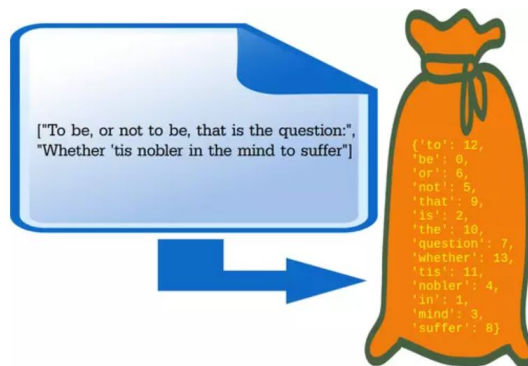 ["To be, or not to be, that is the question:",
"Whether 'tis nobler in the mind to suffer"]
{'to': 12,
'be': 0,
'or': 6,
'not': 5,
'that': 9,
'is': 2,
'the': 10,
'question': 7,
'whether': 13,
'tis': 11,
'nobler': 4,
'in': 1,
'mind': 3,
'suffer': 8}